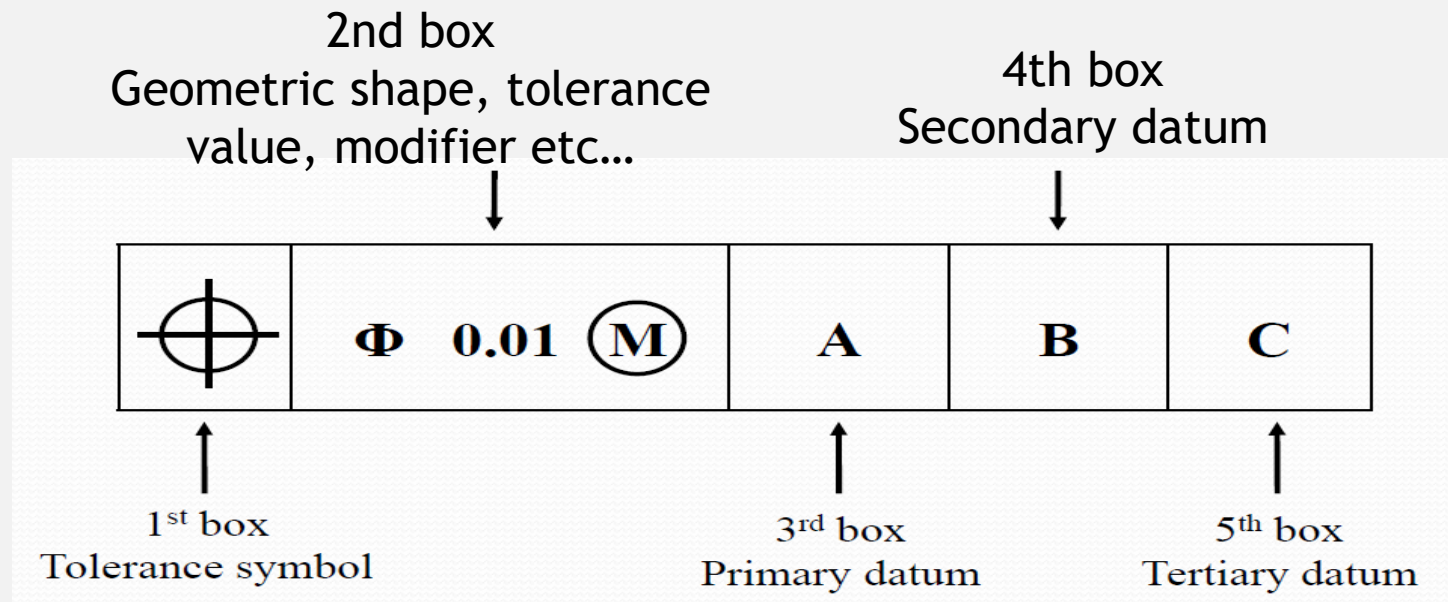 2nd box
Geometric shape, tolerance
value, modifier etc…
4th box
Secondary datum
Φ 0.01 Ⓜ A B C
1st box
Tolerance symbol
3rd box
Primary datum
5th box
Tertiary datum